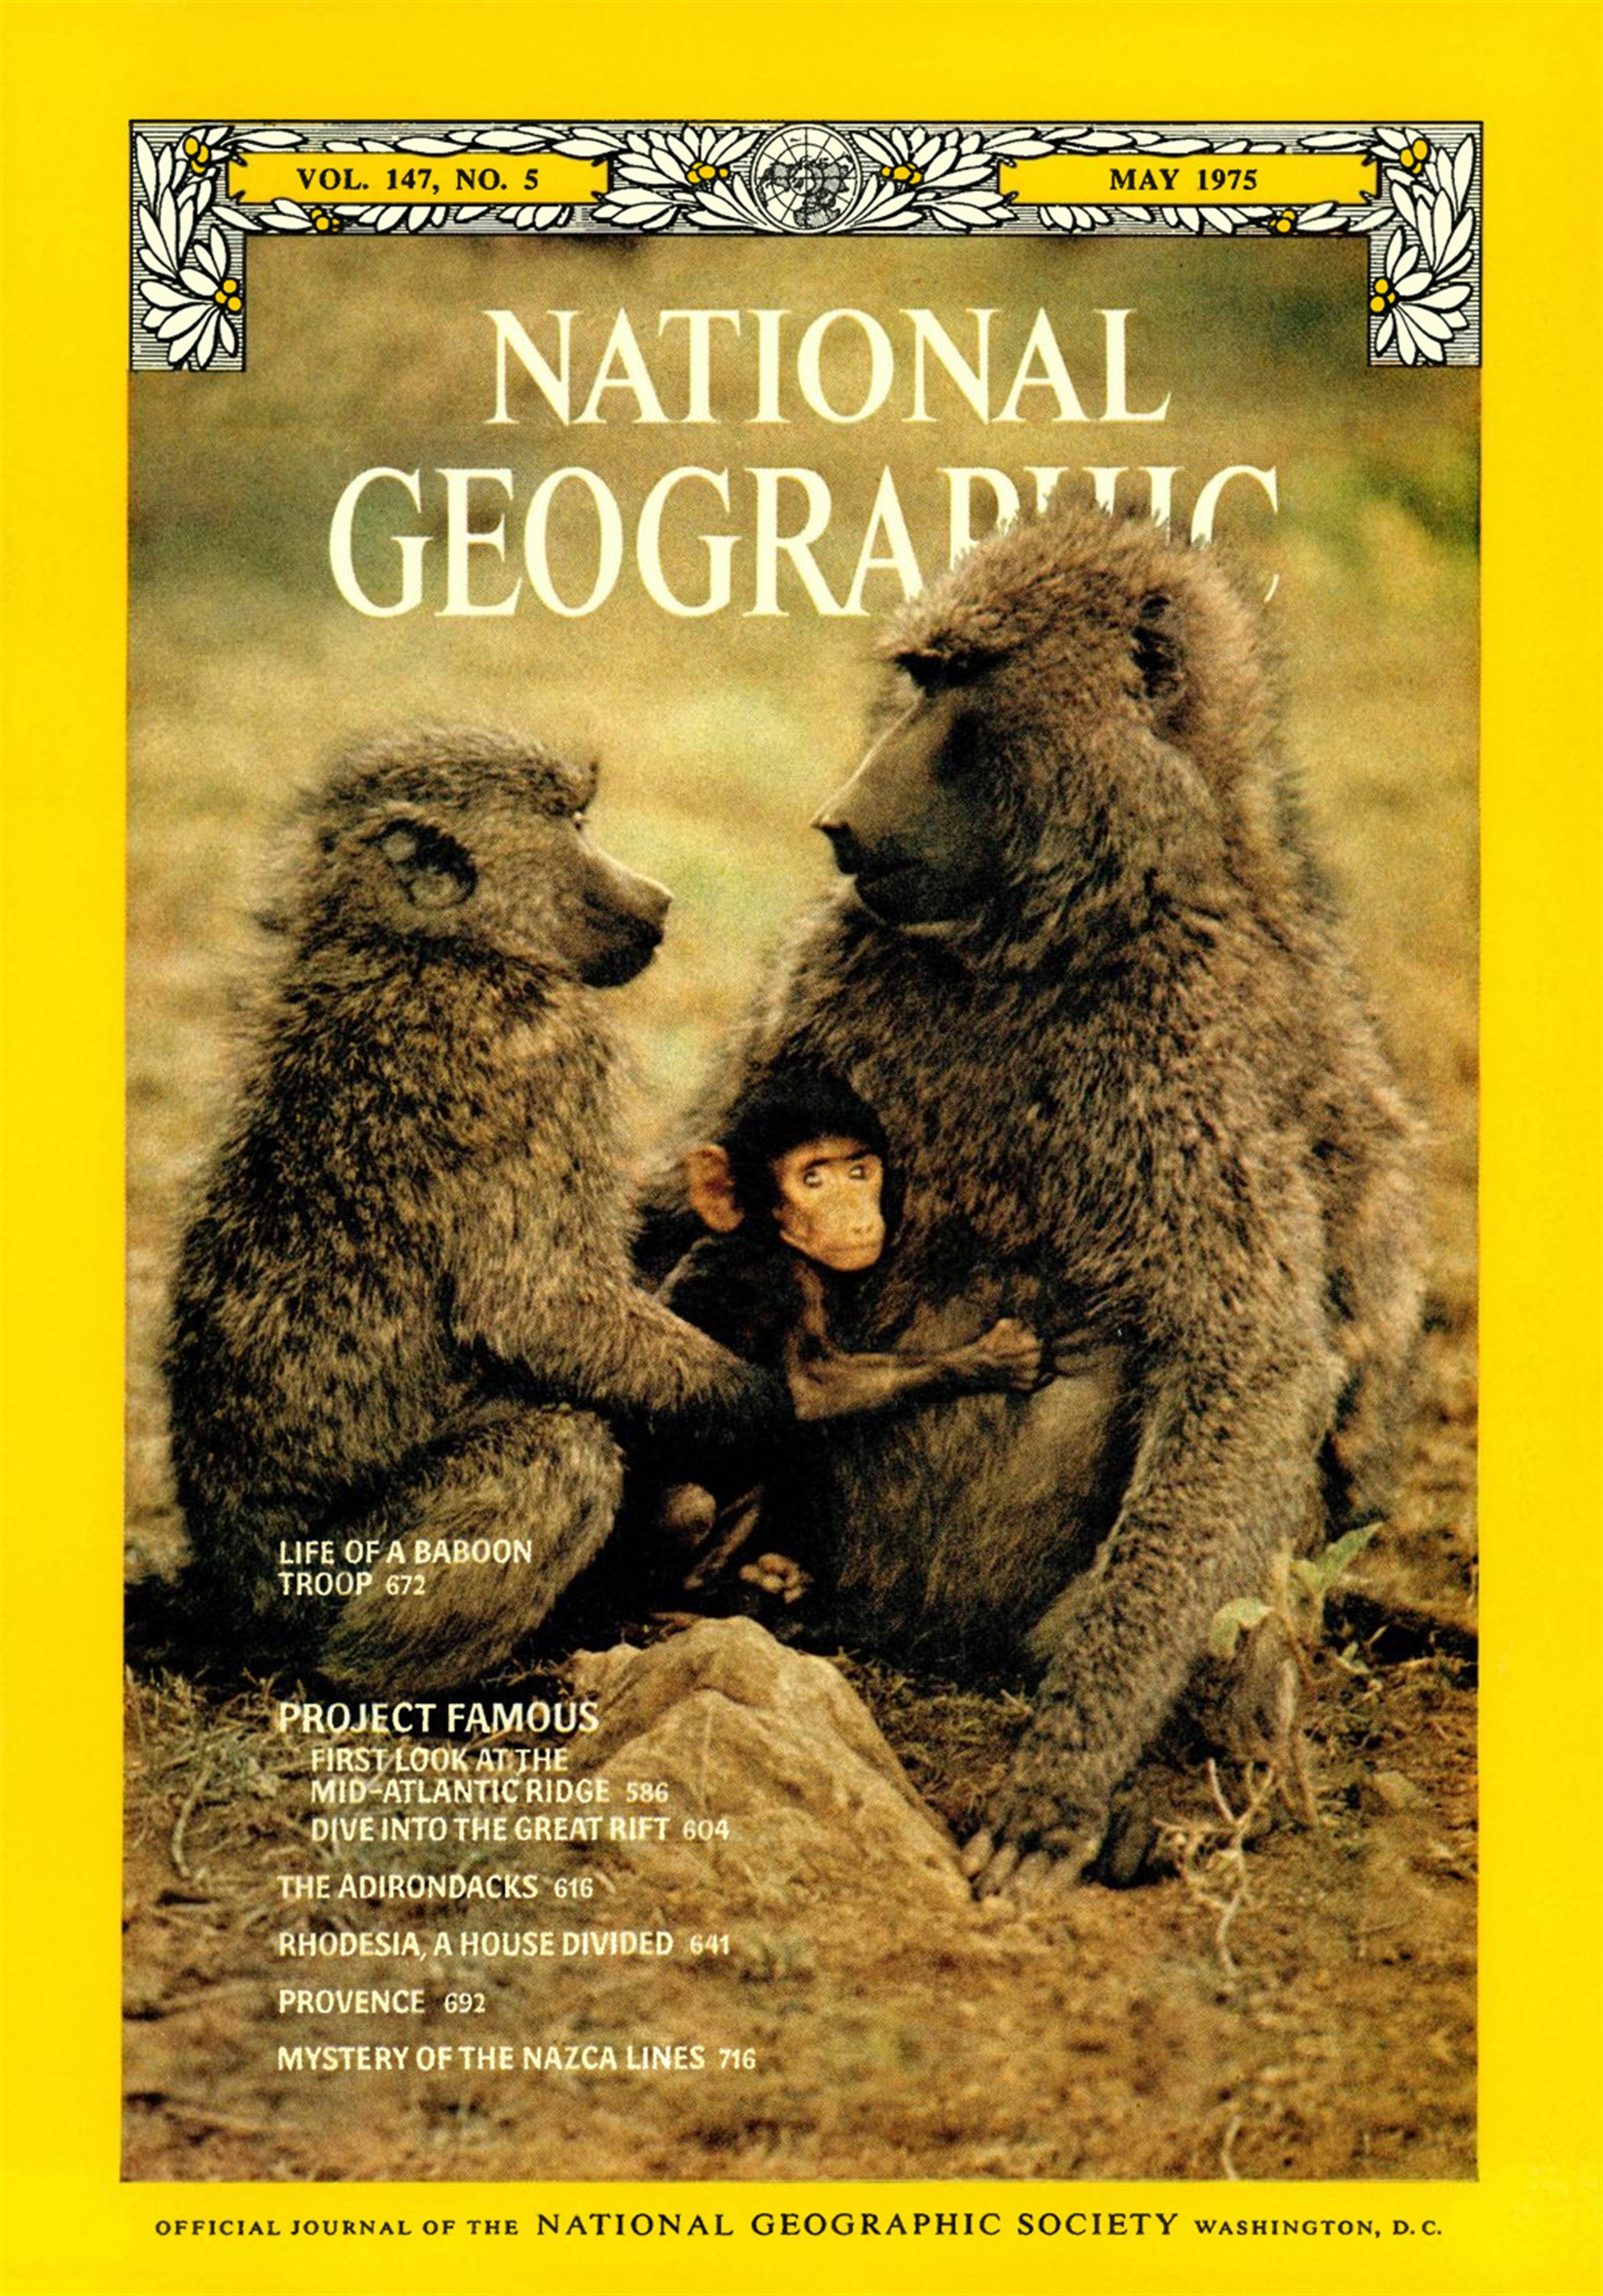 VOL. 147, NO. 5
MAY 1975
NATIONAL
GEOGRAPHIC
LIFE OF A BABOON
TROOP 672
PROJECT FAMOUS
FIRST LOOK AT THE
MID-ATLANTIC RIDGE 586
DIVE INTO THE GREAT RIFT 604
THE ADIRONDACKS 616
RHODESIA, A HOUSE DIVIDED 641
PROVENCE 692
MYSTERY OF THE NAZCA LINES 716
OFFICIAL JOURNAL OF THE NATIONAL GEOGRAPHIC SOCIETY WASHINGTON, D.C.